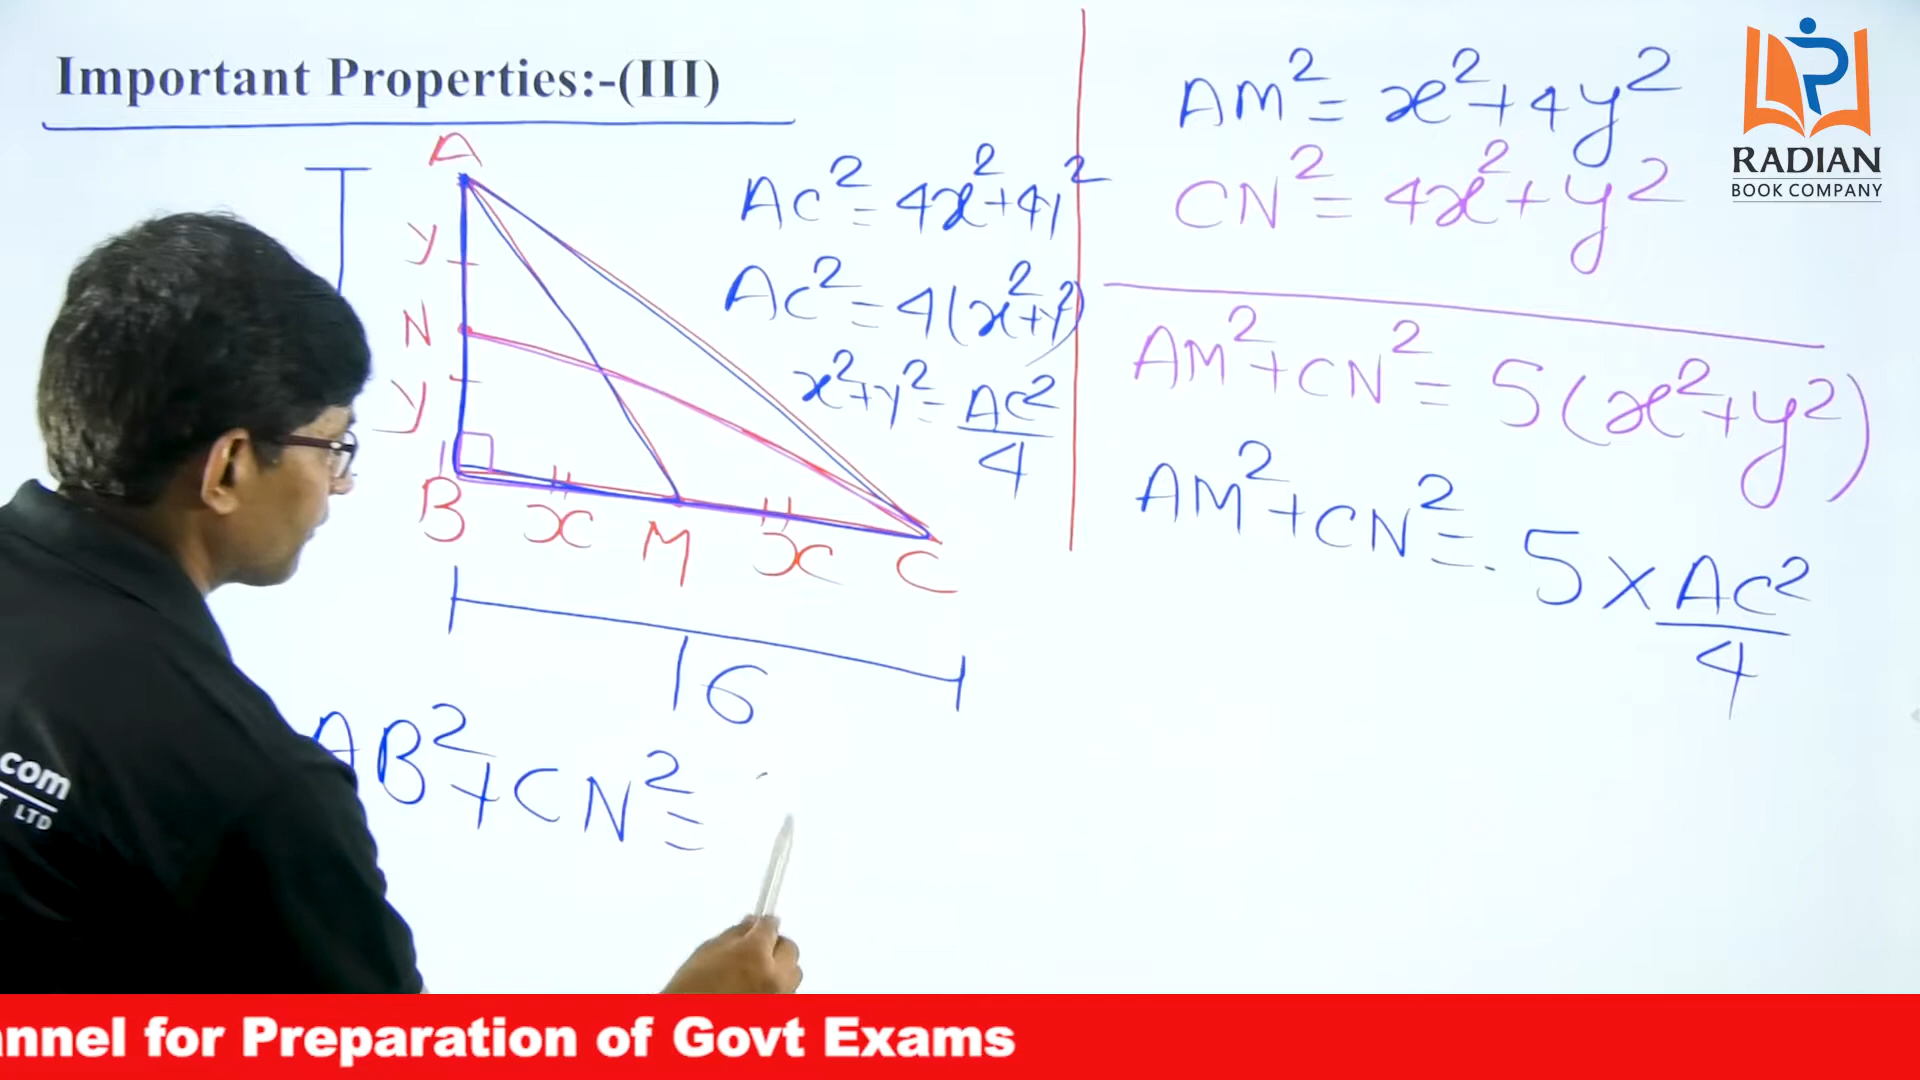 Important Properties:-(III)
A
y
N
y
B x M x C
16
AB²+CN²=
AC²=4x²+4y²
AC²=4(x²+y²)
x²+y²=AC²/4
AM²=x²+4y²
CN²=4x²+y²
AM²+CN²=5(x²+y²)
AM²+CN²=5×AC²/4
RADIAN
BOOK COMPANY
com
LTD
nnel for Preparation of Govt Exams